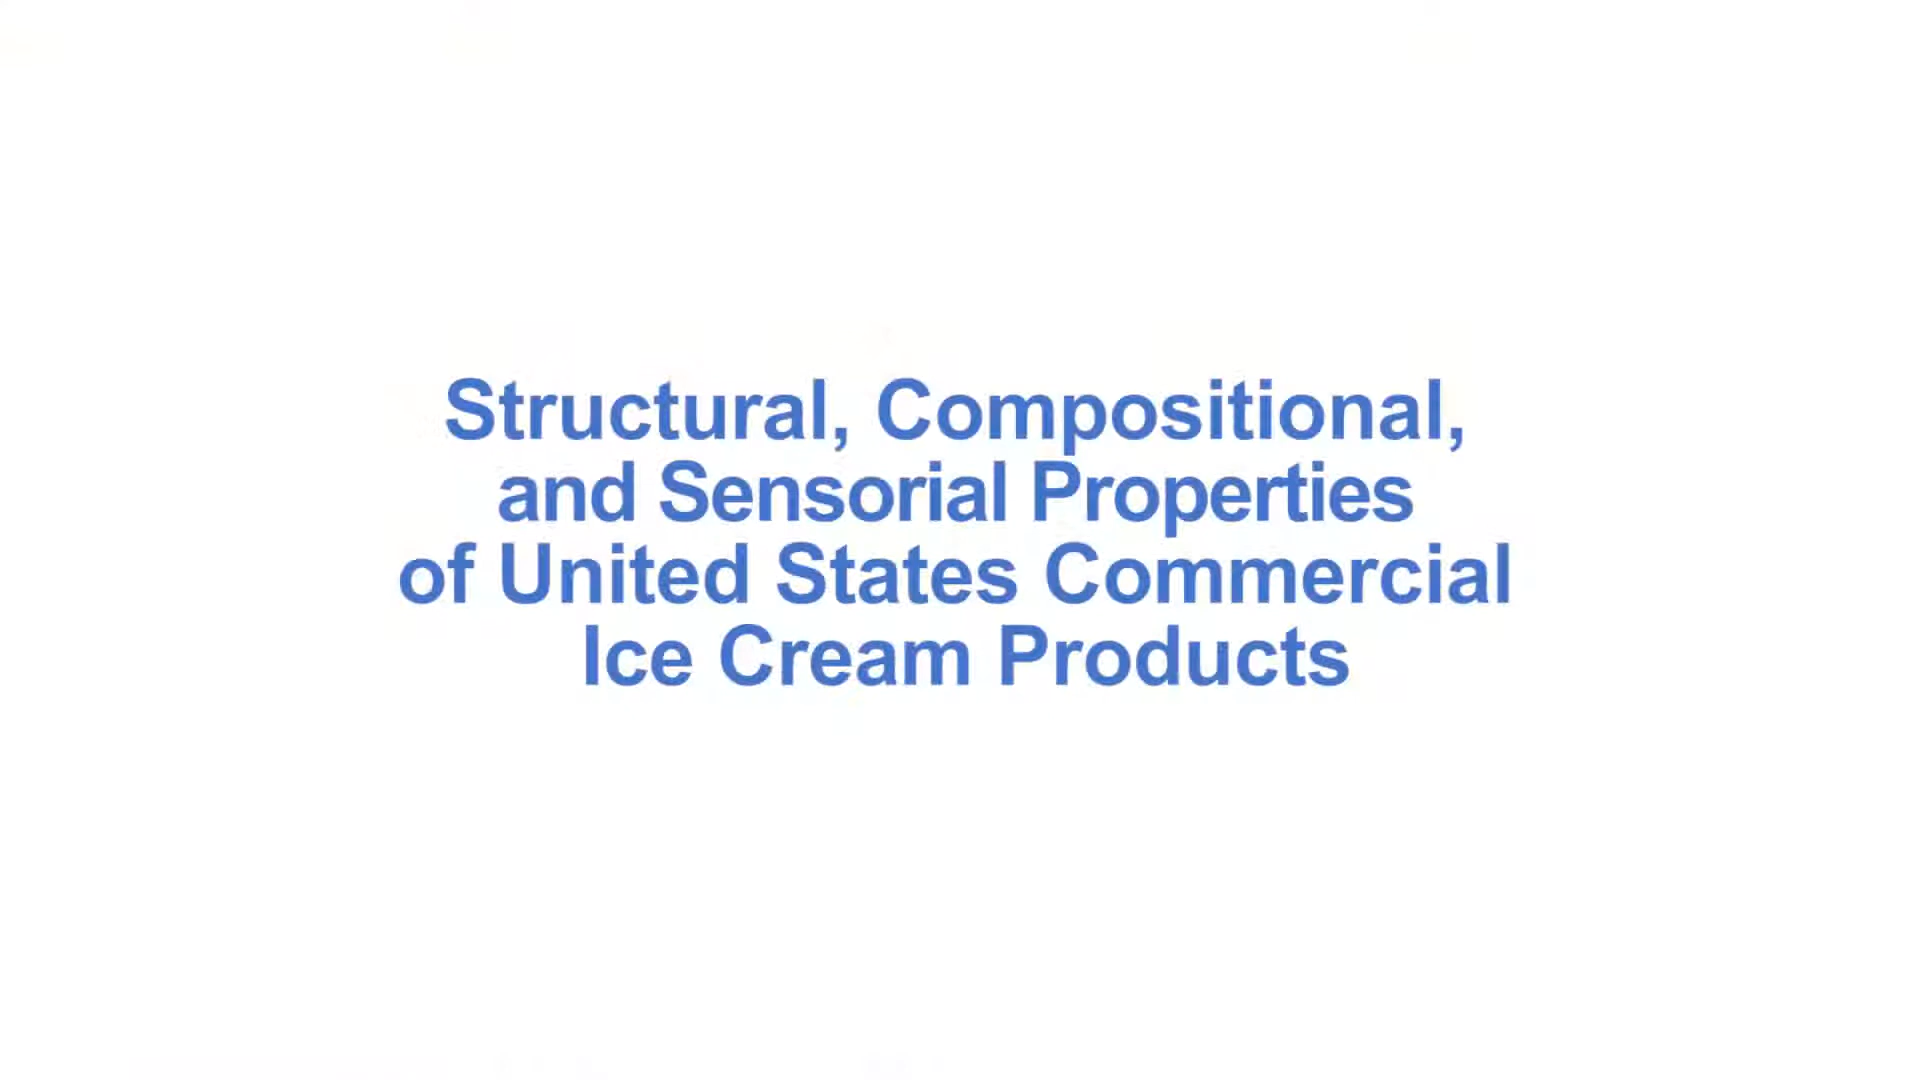 Structural, Compositional,
and Sensorial Properties
of United States Commercial
Ice Cream Products